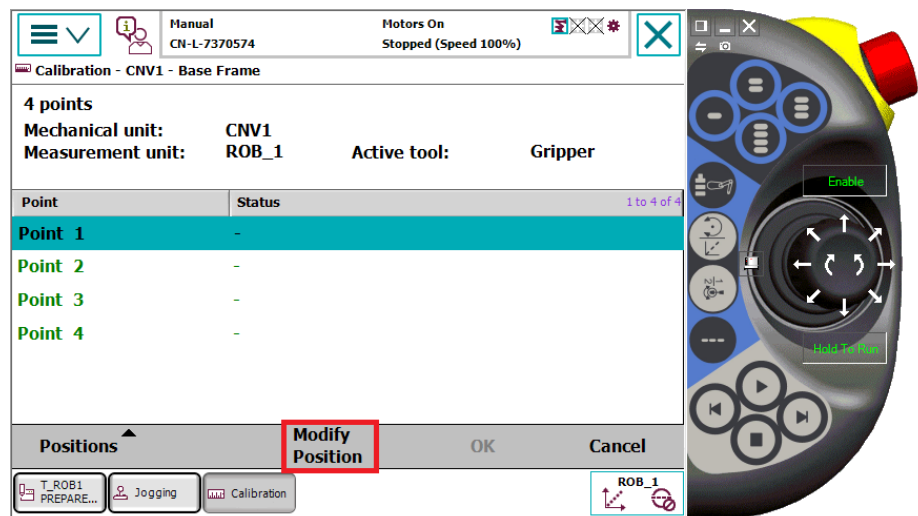 Manual
CN-L-7370574
Motors On
Stopped (Speed 100%)
Calibration - CNV1 - Base Frame
4 points
Mechanical unit: CNV1
Measurement unit: ROB_1 Active tool: Gripper
Point Status 1 to 4 of 4
Point 1 -
Point 2 -
Point 3 -
Point 4 -
Positions
Modify
Position
OK
Cancel
T_ROB1
PREPARE...
Jogging
Calibration
ROB_1
Enable
Hold To Run